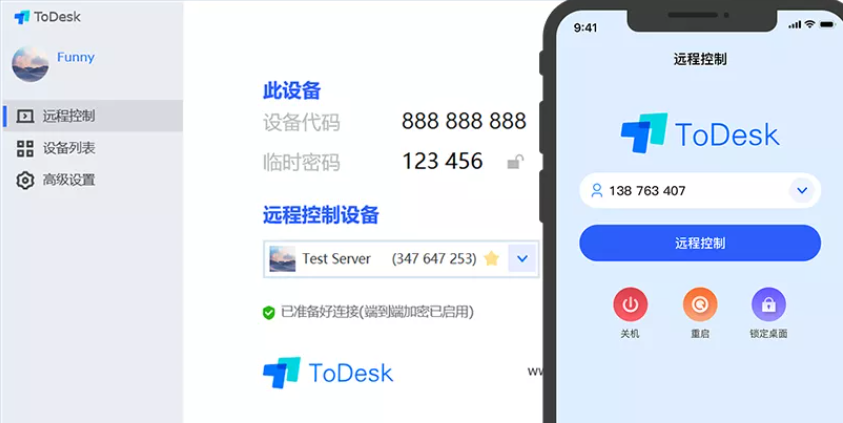 ToDesk
Funny
远程控制
设备列表
高级设置
此设备
设备代码 888 888 888
临时密码 123 456
远程控制设备
Test Server (347 647 253)
已准备好连接(端到端加密已启用)
ToDesk
9:41
远程控制
ToDesk
138 763 407
远程控制
关机 重启 锁定桌面